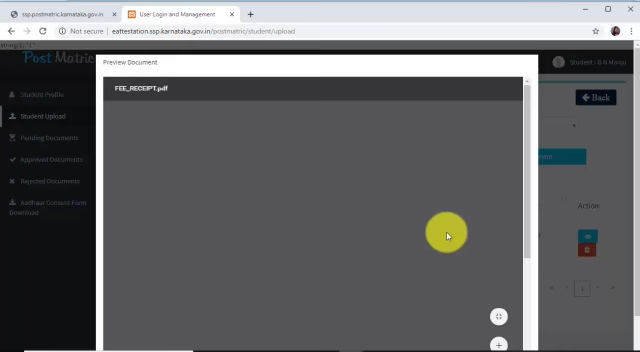 ssp.postmatric.karnataka.gov.in
User Login and Management
Not secure
eattestation.ssp.karnataka.gov.in/postmatric/student/upload
Post Matric
Preview Document
Student : B N Manju
Student Profile
FEE_RECEIPT.pdf
Back
Student Upload
Pending Documents
Approved Documents
Rejected Documents
Aadhaar Consent Form
Download
Action
1